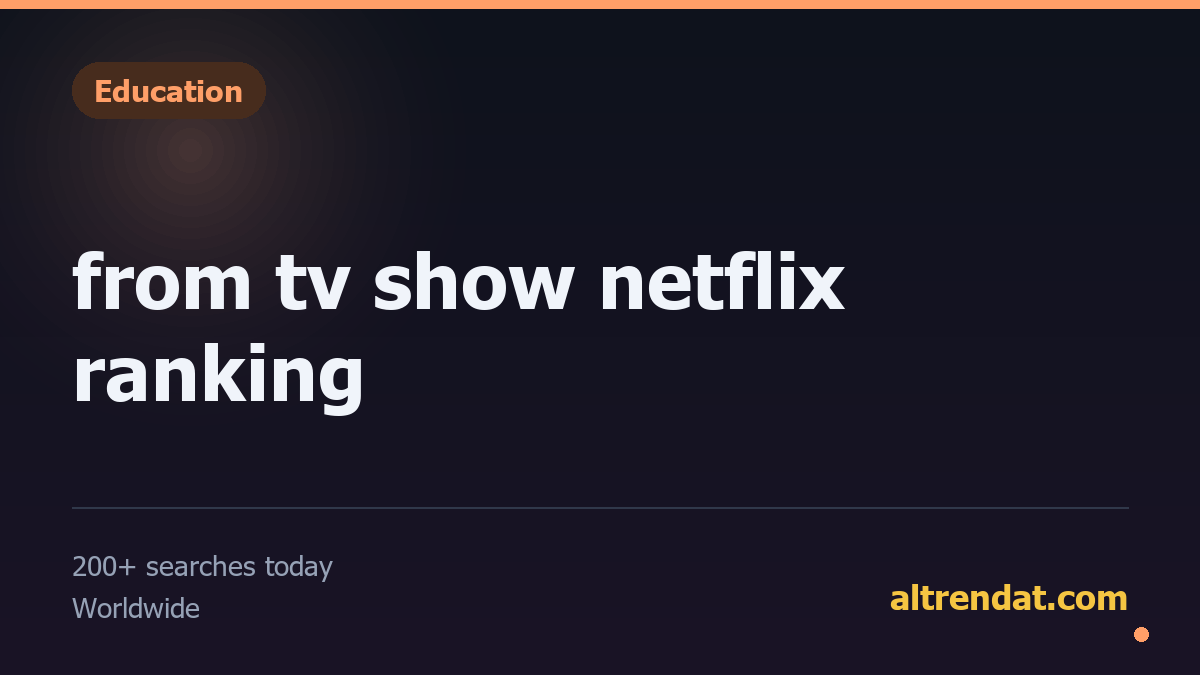 Education
from tv show netflix
ranking
200+ searches today
Worldwide
altrendat.com